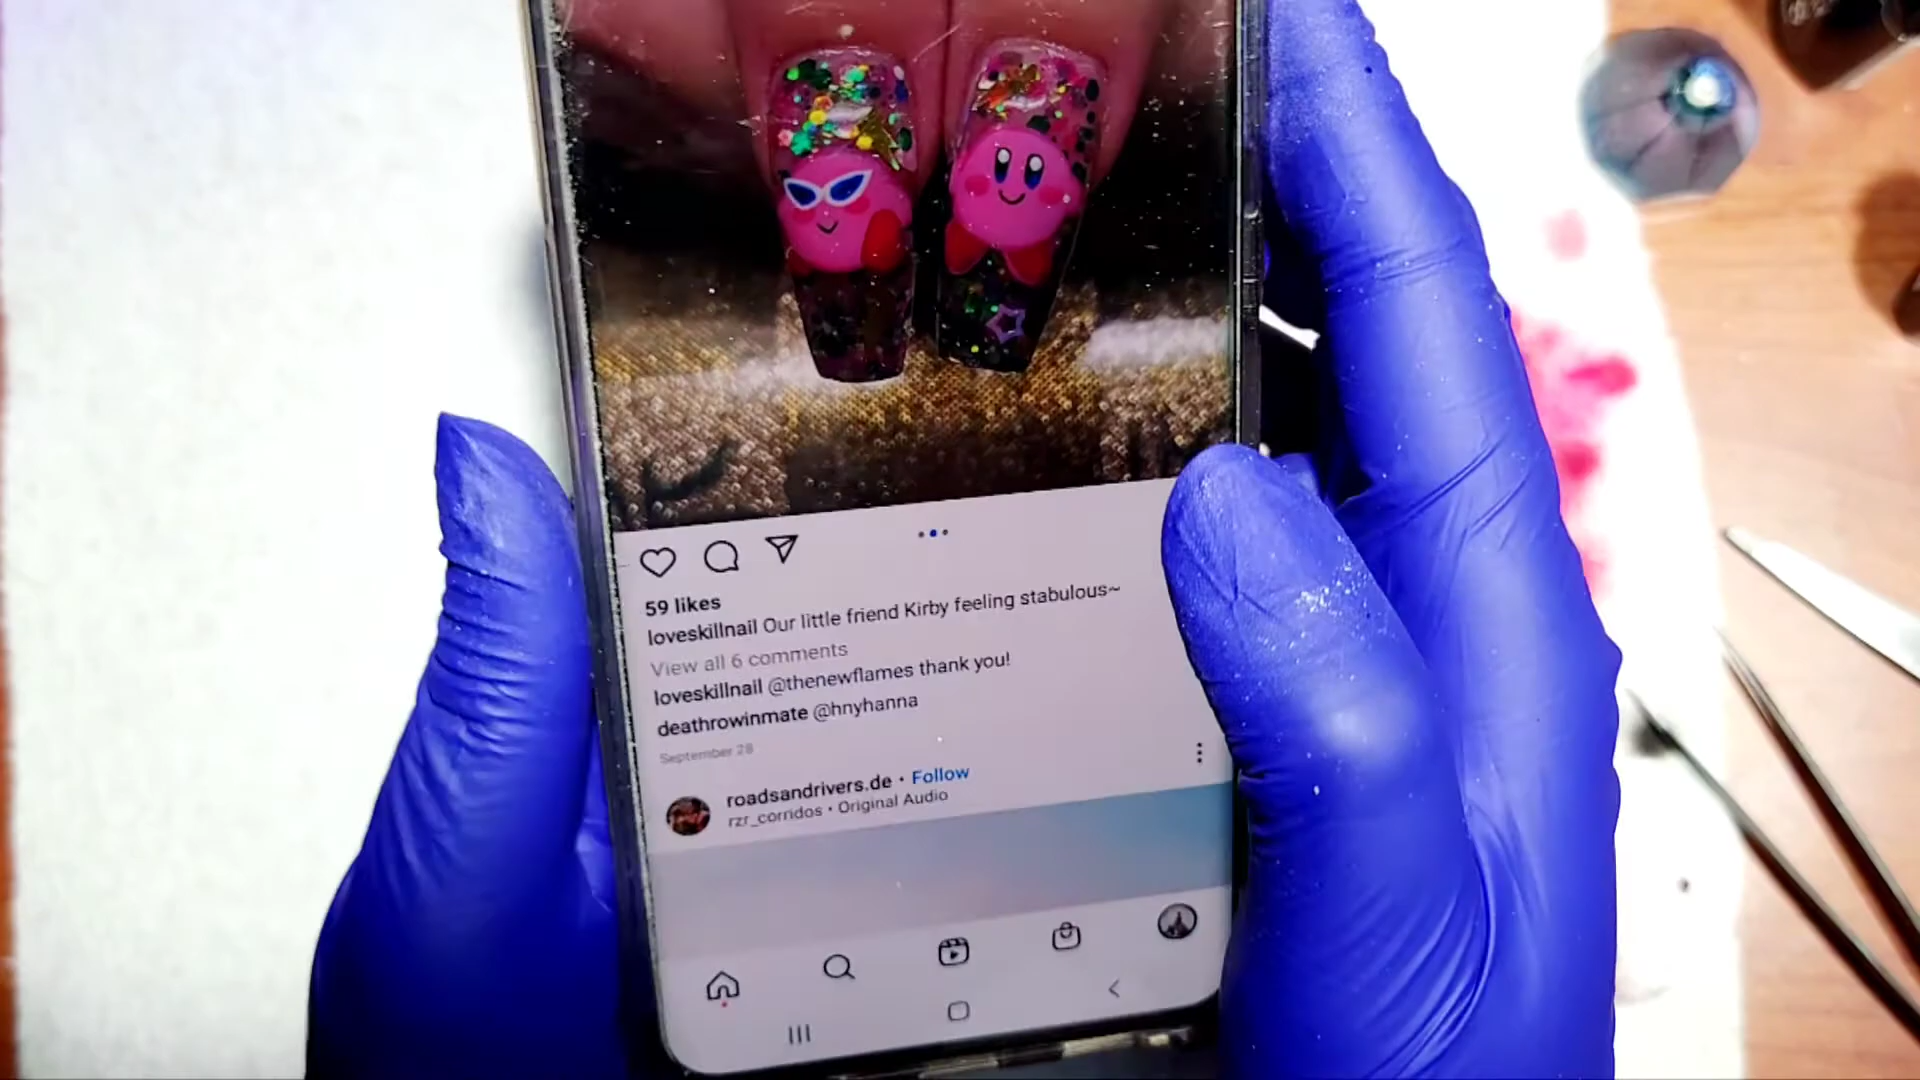 59 likes
loveskillnail Our little friend Kirby feeling stabulous~
View all 6 comments
loveskillnail @thenewflames thank you!
deathrowinmate @hnyhanna
September 28
roadsandrivers.de • Follow
rzr_corridos • Original Audio